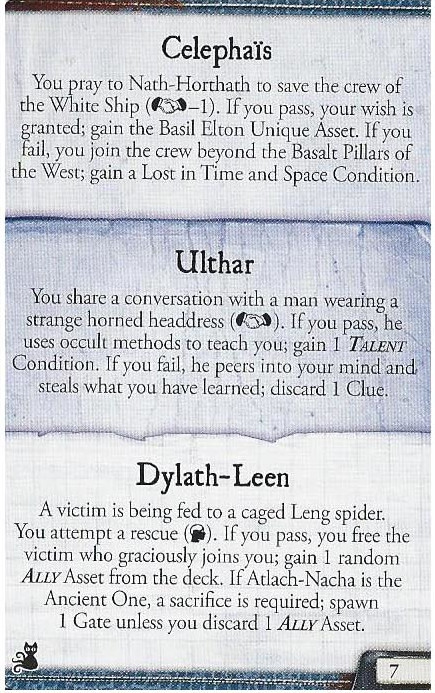 Celephaïs
You pray to Nath-Horthath to save the crew of
the White Ship (–1). If you pass, your wish is
granted; gain the Basil Elton Unique Asset. If you
fail, you join the crew beyond the Basalt Pillars of
the West; gain a Lost in Time and Space Condition.
Ulthar
You share a conversation with a man wearing a
strange horned headdress (). If you pass, he
uses occult methods to teach you; gain 1 TALENT
Condition. If you fail, he peers into your mind and
steals what you have learned; discard 1 Clue.
Dylath-Leen
A victim is being fed to a caged Leng spider.
You attempt a rescue (). If you pass, you free the
victim who graciously joins you; gain 1 random
ALLY Asset from the deck. If Atlach-Nacha is the
Ancient One, a sacrifice is required; spawn
1 Gate unless you discard 1 ALLY Asset.
7